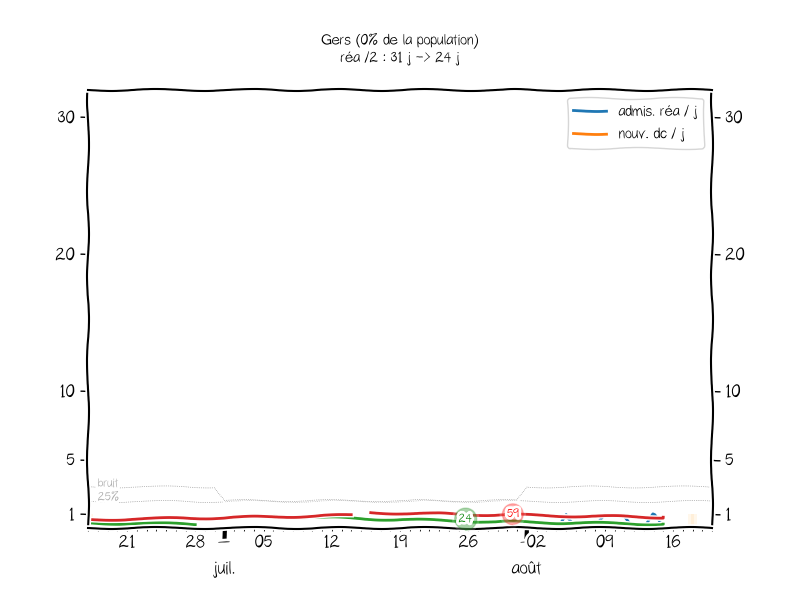 Gers (0% de la population)
réa /2 : 31 j -> 24 j
admis. réa / j
nouv. dc / j
30
30
20
20
10
10
5
5
bruit
25%
1
1
24
59
21 28 05 12 19 26 02 09 16
juil. août